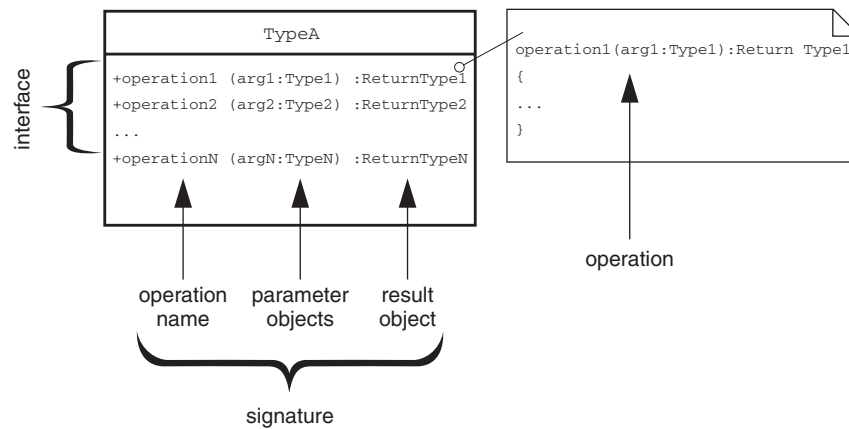 TypeA
interface
+operation1 (arg1:Type1) :ReturnType1
+operation2 (arg2:Type2) :ReturnType2
...
+operationN (argN:TypeN) :ReturnTypeN
operation1(arg1:Type1):Return Type1
{
...
}
operation
operation name
parameter objects
result object
signature